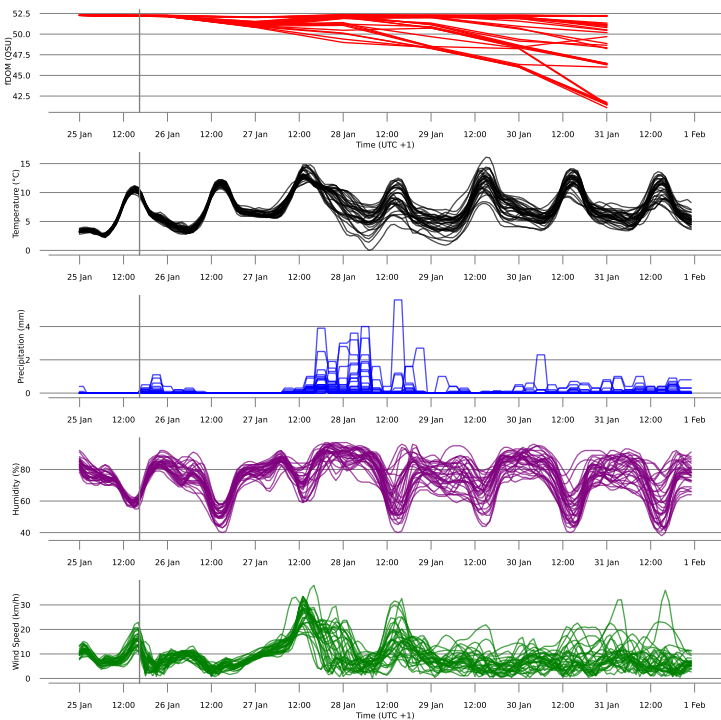 fDOM (QSU)
52.5
50.0
47.5
45.0
42.5
25 Jan 12:00 26 Jan 12:00 27 Jan 12:00 28 Jan 12:00 29 Jan 12:00 30 Jan 12:00 31 Jan 12:00 1 Feb
Time (UTC +1)
Temperature (°C)
15
10
5
0
25 Jan 12:00 26 Jan 12:00 27 Jan 12:00 28 Jan 12:00 29 Jan 12:00 30 Jan 12:00 31 Jan 12:00 1 Feb
Precipitation (mm)
4
2
0
25 Jan 12:00 26 Jan 12:00 27 Jan 12:00 28 Jan 12:00 29 Jan 12:00 30 Jan 12:00 31 Jan 12:00 1 Feb
Humidity (%)
80
60
40
25 Jan 12:00 26 Jan 12:00 27 Jan 12:00 28 Jan 12:00 29 Jan 12:00 30 Jan 12:00 31 Jan 12:00 1 Feb
Wind Speed (km/h)
30
20
10
0
25 Jan 12:00 26 Jan 12:00 27 Jan 12:00 28 Jan 12:00 29 Jan 12:00 30 Jan 12:00 31 Jan 12:00 1 Feb
Time (UTC +1)